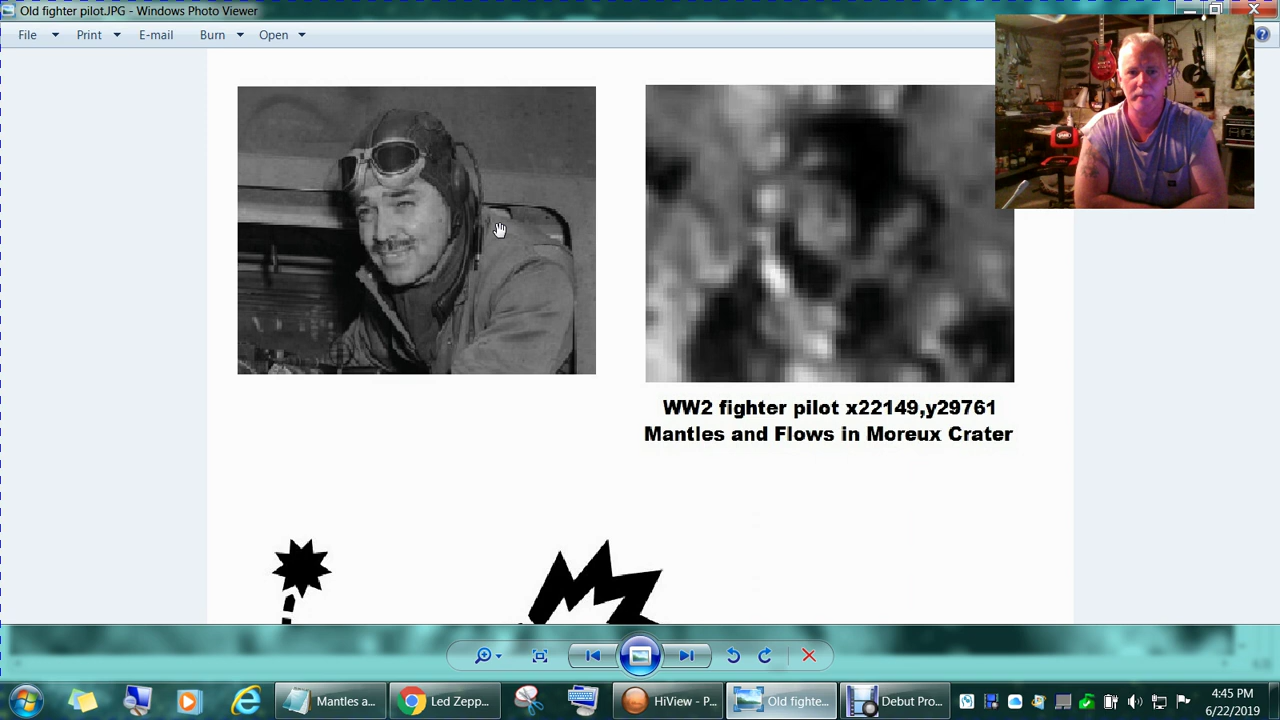 Old fighter pilot.JPG - Windows Photo Viewer
File Print E-mail Burn Open
WW2 fighter pilot x22149,y29761
Mantles and Flows in Moreux Crater
Mantles a...
Led Zepp...
HiView - P...
Old fighte...
Debut Pro...
4:45 PM
6/22/2019